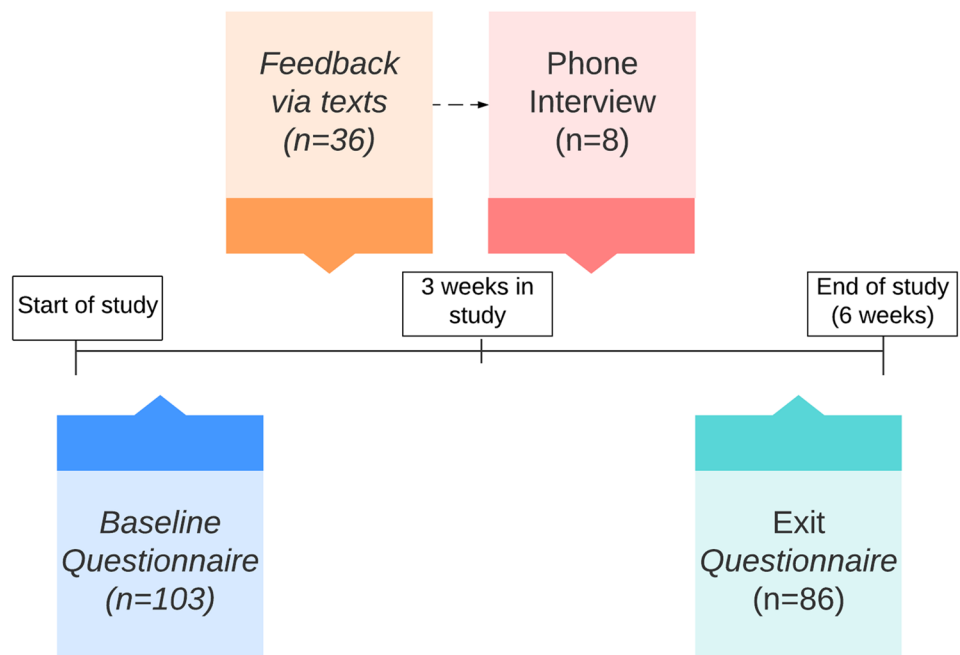 Feedback
via texts
(n=36)
Phone
Interview
(n=8)
Start of study
3 weeks in
study
End of study
(6 weeks)
Baseline
Questionnaire
(n=103)
Exit
Questionnaire
(n=86)